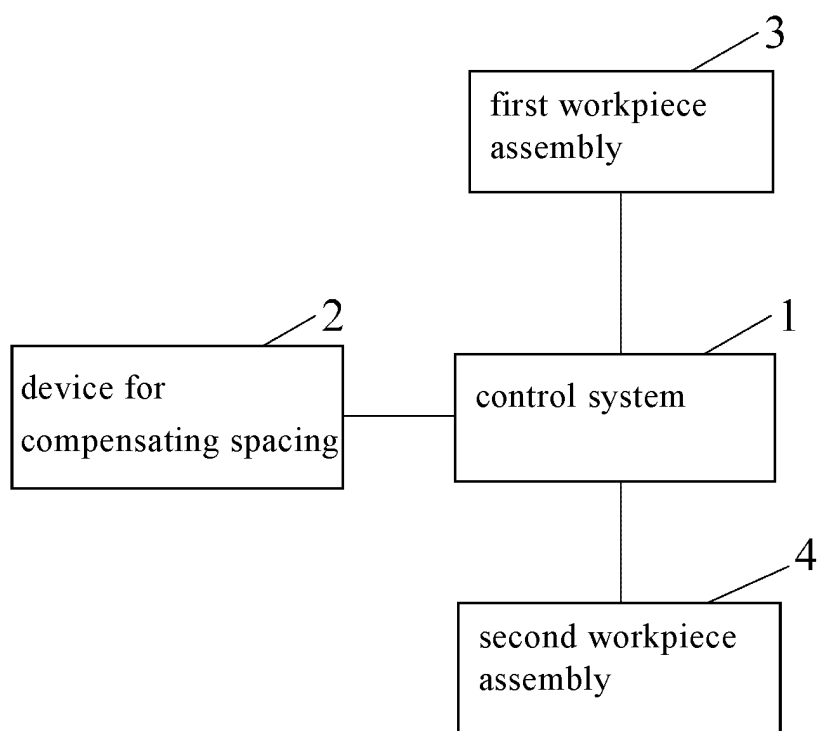 3
first workpiece
assembly
2
1
device for
compensating spacing
control system
4
second workpiece
assembly